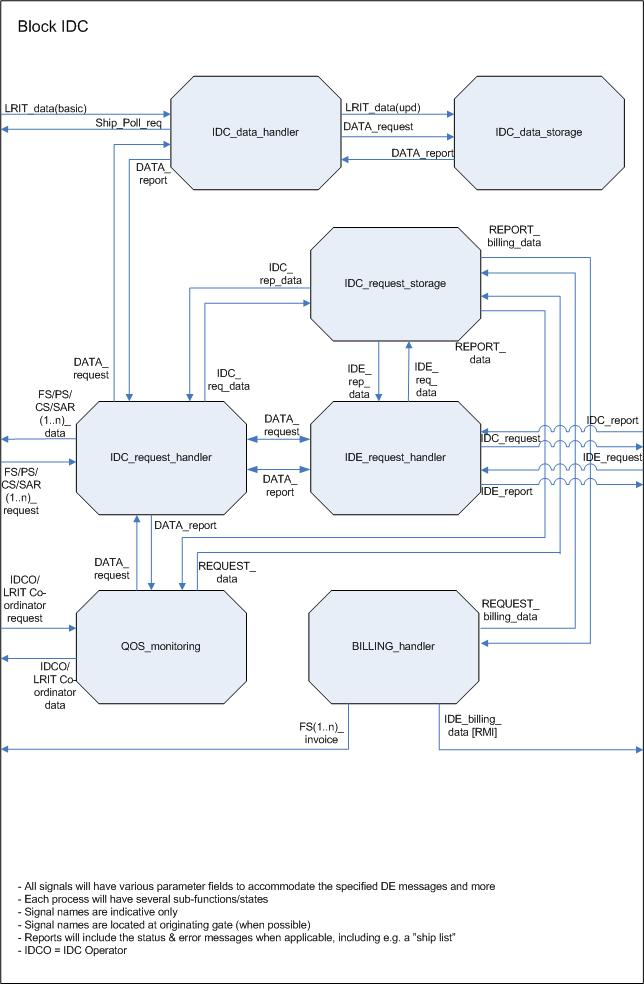 Block IDC
LRIT_data(basic)
Ship_Poll_req
IDC_data_handler
LRIT_data(upd)
DATA_request
DATA_report
IDC_data_storage
DATA_
report
REPORT_
billing_data
IDC_
rep_data
IDC_request_storage
REPORT_
data
DATA_
request
IDC_
req_data
IDE_
rep_
data
IDE_
req_
data
FS/PS/
CS/SAR
(1..n)_
data
FS/PS/
CS/SAR
(1..n)_
request
IDC_request_handler
DATA_
request
DATA_
report
IDE_request_handler
IDC_report
IDC_request
IDE_request
IDE_report
DATA_report
DATA_
request
REQUEST_
data
IDCO/
LRIT Co-
ordinator
request
IDCO/
LRIT Co-
ordinator
data
QOS_monitoring
BILLING_handler
REQUEST_
billing_data
FS(1..n)_
invoice
IDE_billing_
data [RMI]
- All signals will have various parameter fields to accommodate the specified DE messages and more
- Each process will have several sub-functions/states
- Signal names are indicative only
- Signal names are located at originating gate (when possible)
- Reports will include the status & error messages when applicable, including e.g. a "ship list"
- IDCO = IDC Operator